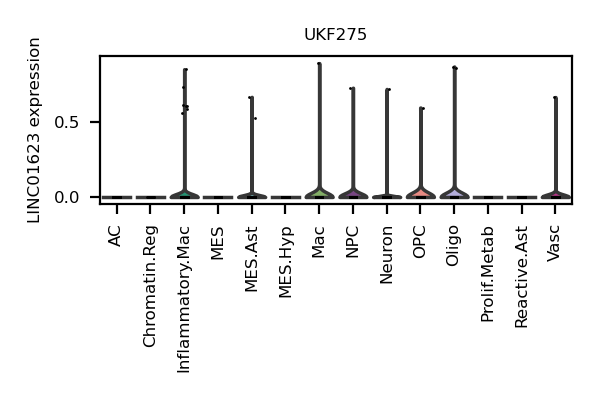 UKF275
LINC01623 expression
0.5
0.0
AC
Chromatin.Reg
Inflammatory.Mac
MES
MES.Ast
MES.Hyp
Mac
NPC
Neuron
OPC
Oligo
Prolif.Metab
Reactive.Ast
Vasc